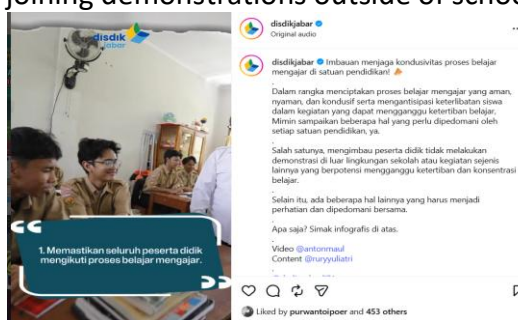 joining demonstrations outside of school
disdik
jabar
1. Memastikan seluruh peserta didik
mengikuti proses belajar mengajar.
disdikjabar
Original audio
disdikjabar Imbauan menjaga kondusivitas proses belajar
mengajar di satuan pendidikan!
.
Dalam rangka menciptakan proses belajar mengajar yang aman,
nyaman, dan kondusif serta mengantisipasi keterlibatan siswa
dalam kegiatan yang dapat mengganggu ketertiban belajar,
Mimin sampaikan beberapa hal yang perlu dipedomani oleh
setiap satuan pendidikan, ya.
.
Salah satunya, mengimbau peserta didik tidak melakukan
demonstrasi di luar lingkungan sekolah atau kegiatan sejenis
lainnya yang berpotensi mengganggu ketertiban dan konsentrasi
belajar.
.
Selain itu, ada beberapa hal lainnya yang harus menjadi
perhatian dan dipedomani bersama.
.
Apa saja? Simak infografis di atas.
.
Video @antonmaul
Content @ruryyuliatri
Liked by purwantoipoer and 453 others